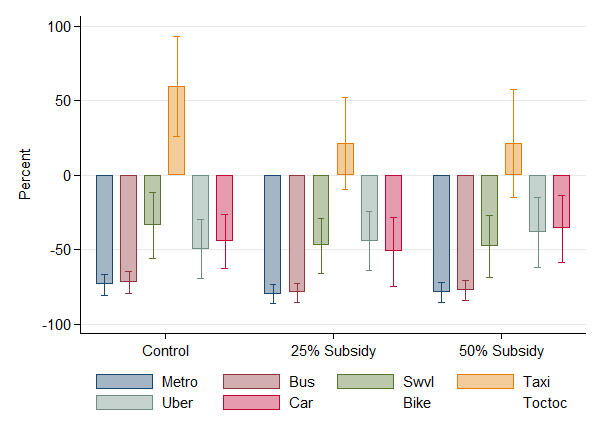 100
50
0
-50
-100
Percent
Control 25% Subsidy 50% Subsidy
Metro Bus Swvl Taxi
Uber Car Bike Toctoc